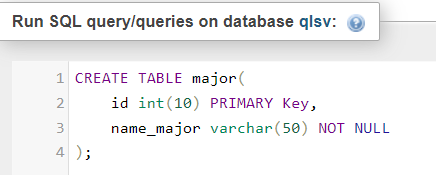 Run SQL query/queries on database qlsv:
1 CREATE TABLE major(
2 id int(10) PRIMARY Key,
3 name_major varchar(50) NOT NULL
4 );